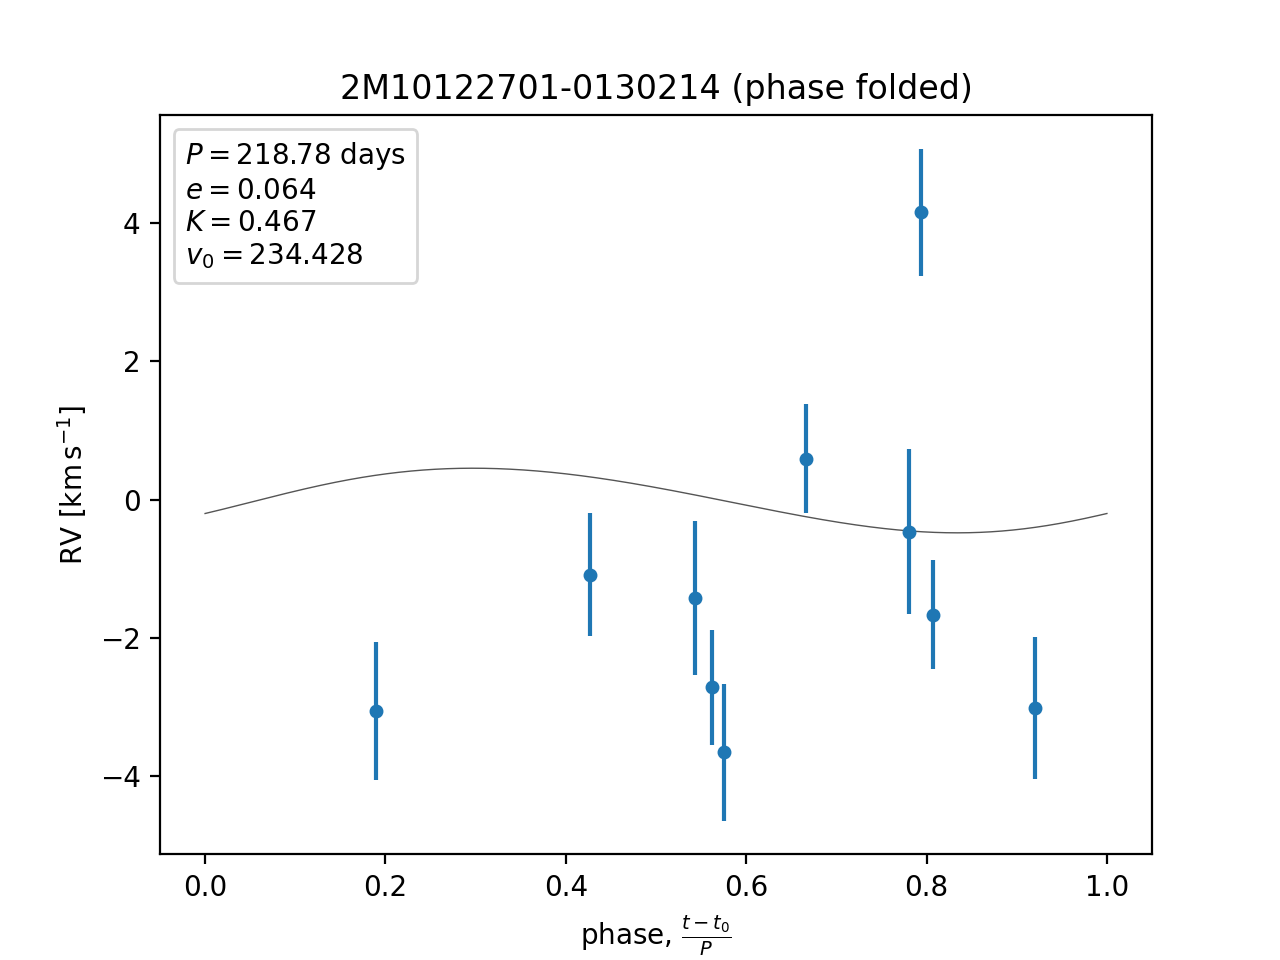 2M10122701-0130214 (phase folded)
P = 218.78 days
e = 0.064
K = 0.467
v₀ = 234.428
RV [km s⁻¹]
4
2
0
−2
−4
0.0 0.2 0.4 0.6 0.8 1.0
phase, (t − t₀)/P